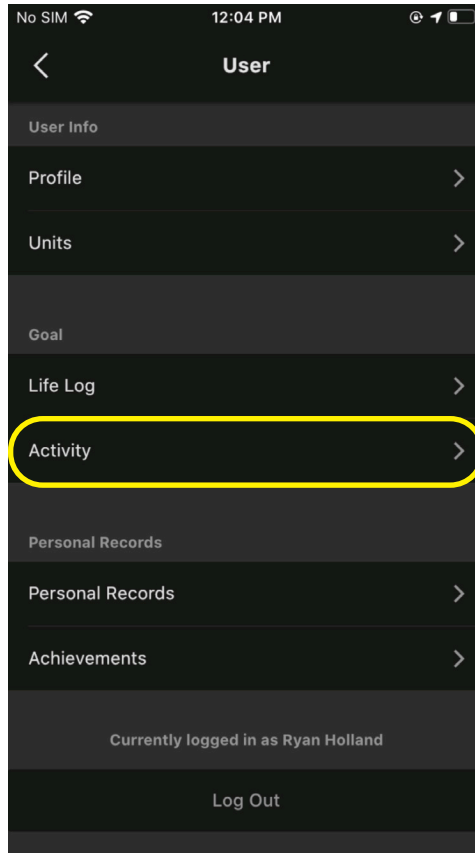 No SIM 12:04 PM
User
User Info
Profile
Units
Goal
Life Log
Activity
Personal Records
Personal Records
Achievements
Currently logged in as Ryan Holland
Log Out